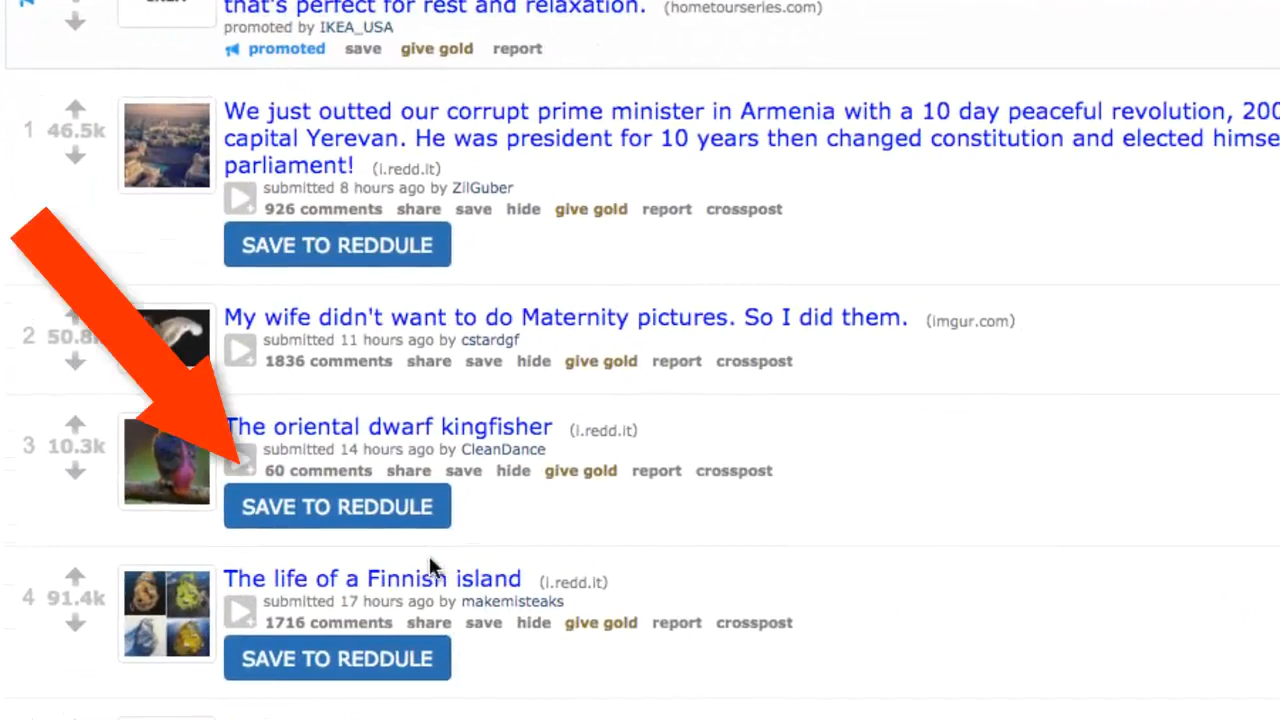 that's perfect for rest and relaxation. (hometourseries.com)
promoted by IKEA_USA
promoted save give gold report
We just outted our corrupt prime minister in Armenia with a 10 day peaceful revolution, 200
1 46.5k
capital Yerevan. He was president for 10 years then changed constitution and elected himse
parliament! (i.redd.it)
submitted 8 hours ago by ZilGuber
926 comments share save hide give gold report crosspost
SAVE TO REDDULE
My wife didn't want to do Maternity pictures. So I did them. (imgur.com)
2 50.8k
submitted 11 hours ago by cstardgf
1836 comments share save hide give gold report crosspost
The oriental dwarf kingfisher (i.redd.it)
3 10.3k
submitted 14 hours ago by CleanDance
60 comments share save hide give gold report crosspost
SAVE TO REDDULE
The life of a Finnish island (i.redd.it)
4 91.4k
submitted 17 hours ago by makemisteaks
1716 comments share save hide give gold report crosspost
SAVE TO REDDULE